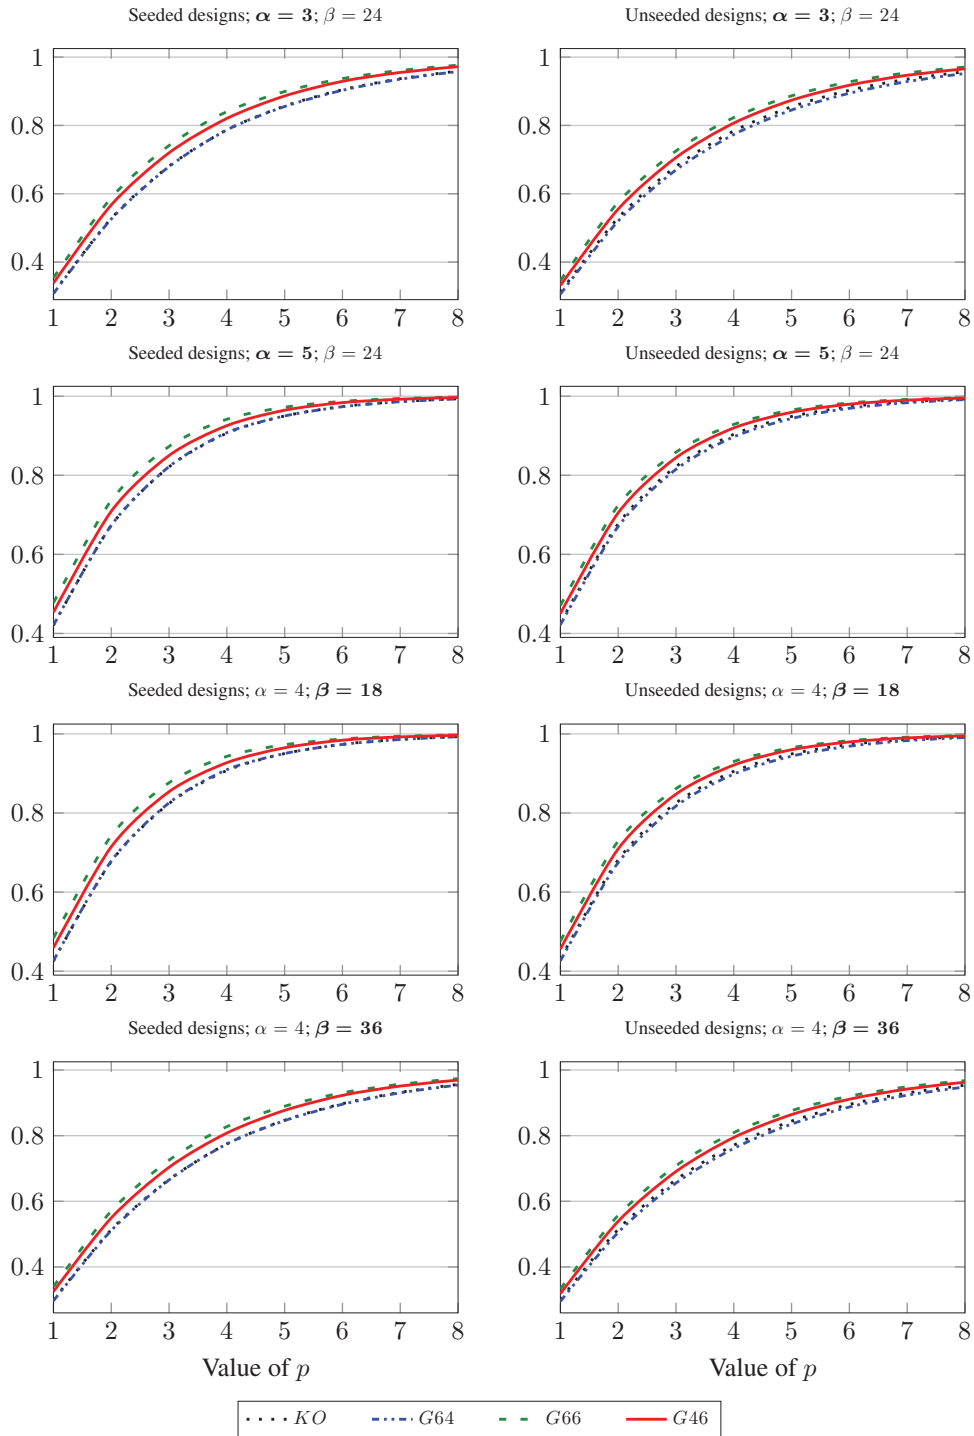 Seeded designs; α = 3; β = 24
Unseeded designs; α = 3; β = 24
1
0.8
0.6
0.4
1 2 3 4 5 6 7 8
1
0.8
0.6
0.4
1 2 3 4 5 6 7 8
Seeded designs; α = 5; β = 24
Unseeded designs; α = 5; β = 24
1
0.8
0.6
0.4
1 2 3 4 5 6 7 8
1
0.8
0.6
0.4
1 2 3 4 5 6 7 8
Seeded designs; α = 4; β = 18
Unseeded designs; α = 4; β = 18
1
0.8
0.6
0.4
1 2 3 4 5 6 7 8
1
0.8
0.6
0.4
1 2 3 4 5 6 7 8
Seeded designs; α = 4; β = 36
Unseeded designs; α = 4; β = 36
1
0.8
0.6
0.4
1 2 3 4 5 6 7 8
Value of p
1
0.8
0.6
0.4
1 2 3 4 5 6 7 8
Value of p
KO G64 G66 G46